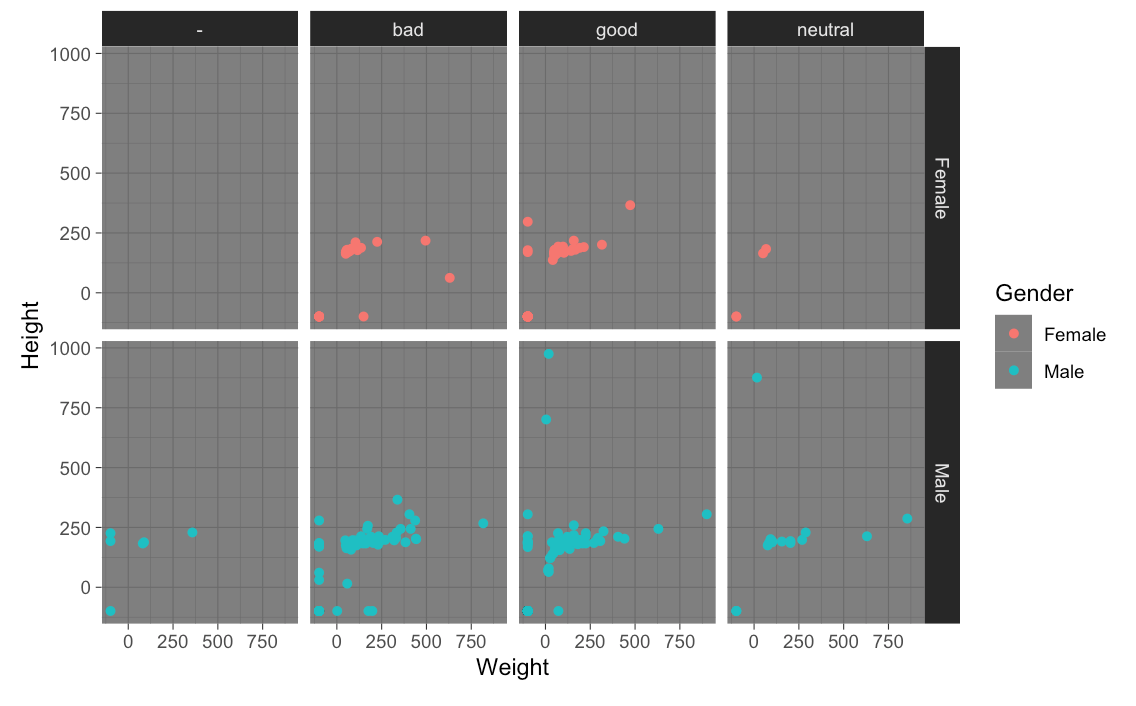 - bad good neutral
1000
750
500
250
0
Female
1000
750
500
250
0
Male
Height
0 250 500 750 0 250 500 750 0 250 500 750 0 250 500 750
Weight
Gender
Female
Male